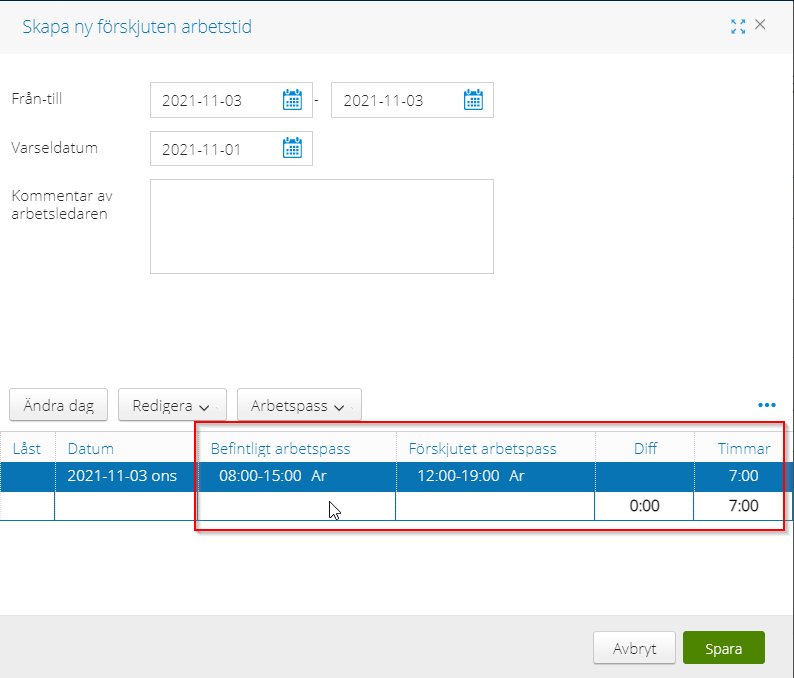 Skapa ny förskjuten arbetstid
Från-till
2021-11-03 - 2021-11-03
Varseldatum
2021-11-01
Kommentar av
arbetsledaren
Ändra dag Redigera Arbetspass
Låst Datum Befintligt arbetspass Förskjutet arbetspass Diff Timmar
2021-11-03 ons 08:00-15:00 Ar 12:00-19:00 Ar 7:00
0:00 7:00
Avbryt Spara